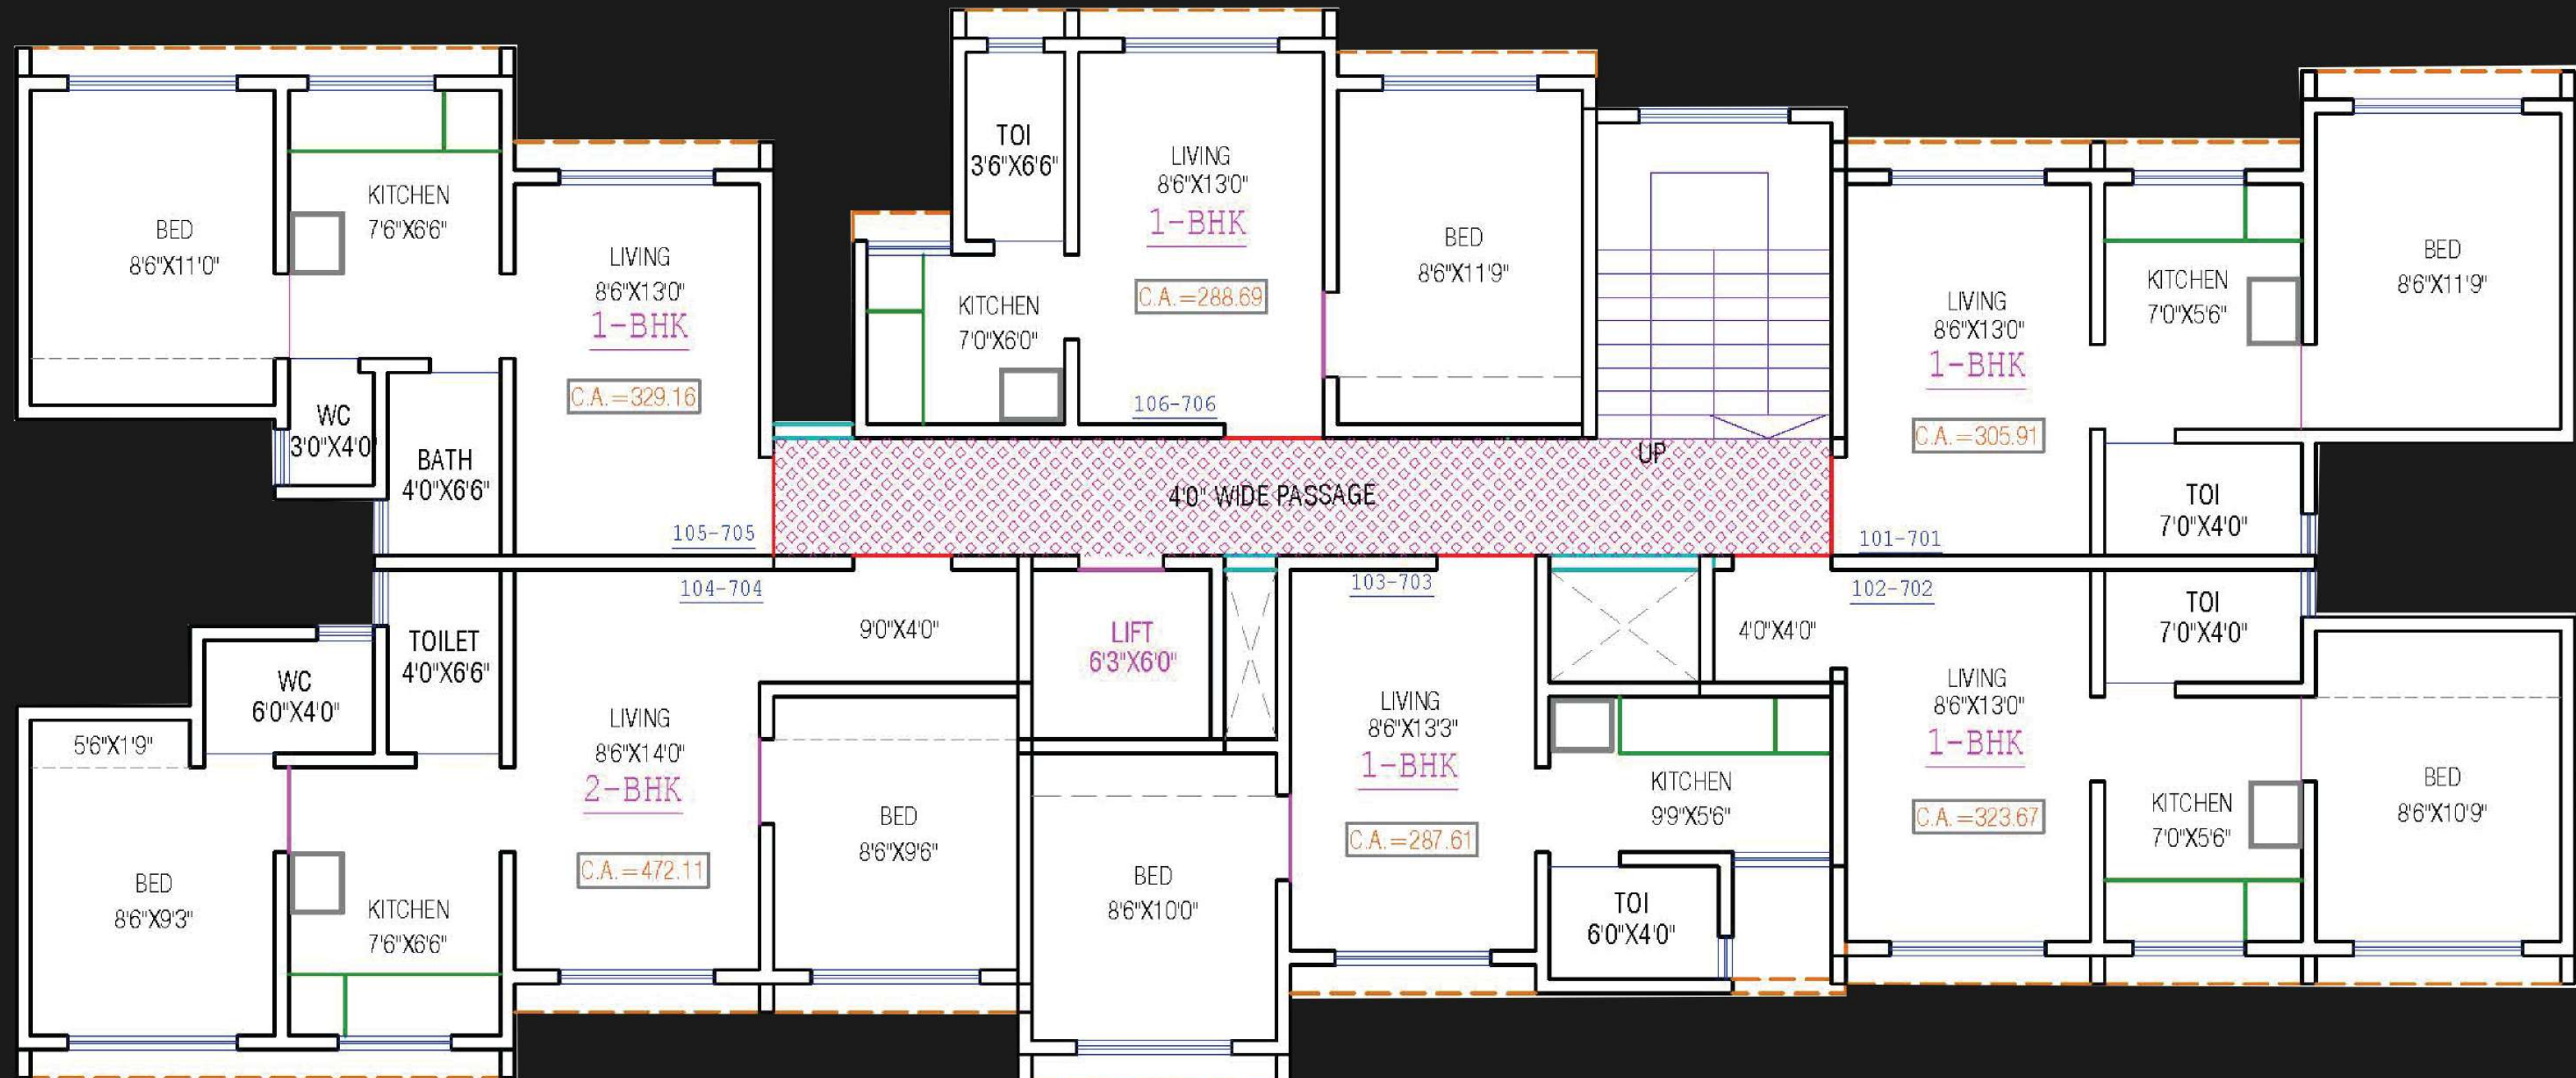 BED
8'6"X11'0"
KITCHEN
7'6"X6'6"
LIVING
8'6"X13'0"
1-BHK
C.A.=329.16
WC
3'0"X4'0
BATH
4'0"X6'6"
105-705
TOI
3'6"X6'6"
LIVING
8'6"X13'0"
1-BHK
C.A.=288.69
KITCHEN
7'0"X6'0"
106-706
BED
8'6"X11'9"
UP
4'0" WIDE PASSAGE
LIVING
8'6"X13'0"
1-BHK
C.A.=305.91
KITCHEN
7'0"X5'6"
BED
8'6"X11'9"
TOI
7'0"X4'0"
101-701
104-704
TOILET
4'0"X6'6"
WC
6'0"X4'0"
5'6"X1'9"
BED
8'6"X9'3"
KITCHEN
7'6"X6'6"
LIVING
8'6"X14'0"
2-BHK
C.A.=472.11
9'0"X4'0"
BED
8'6"X9'6"
LIFT
6'3"X6'0"
BED
8'6"X10'0"
103-703
LIVING
8'6"X13'3"
1-BHK
C.A.=287.61
KITCHEN
9'9"X5'6"
TOI
6'0"X4'0"
4'0"X4'0"
102-702
LIVING
8'6"X13'0"
1-BHK
C.A.=323.67
TOI
7'0"X4'0"
KITCHEN
7'0"X5'6"
BED
8'6"X10'9"